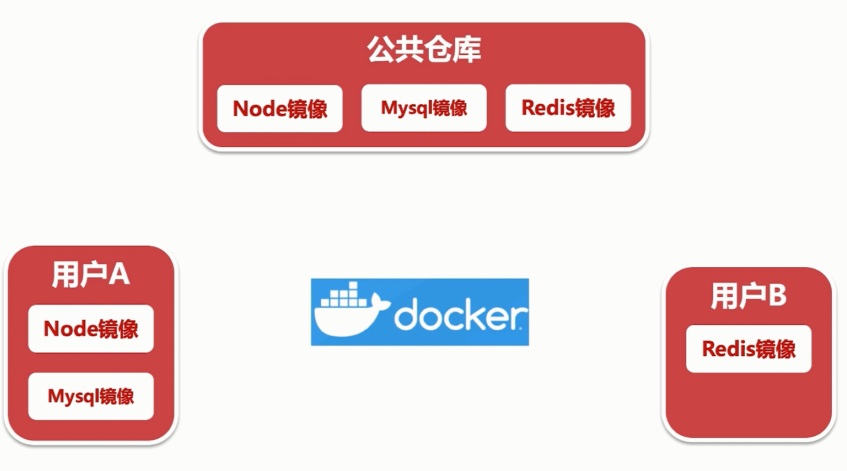 公共仓库
Node镜像 Mysql镜像 Redis镜像
用户A
Node镜像
Mysql镜像
docker
用户B
Redis镜像